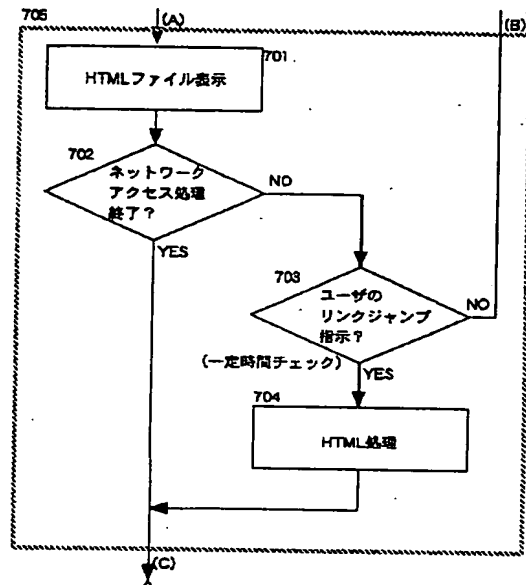 705
(A)
(B)
701
HTMLファイル表示
702
ネットワーク
アクセス処理
終了?
NO
YES
703
ユーザの
リンクジャンプ
指示?
NO
(一定時間チェック)
YES
704
HTML処理
(C)